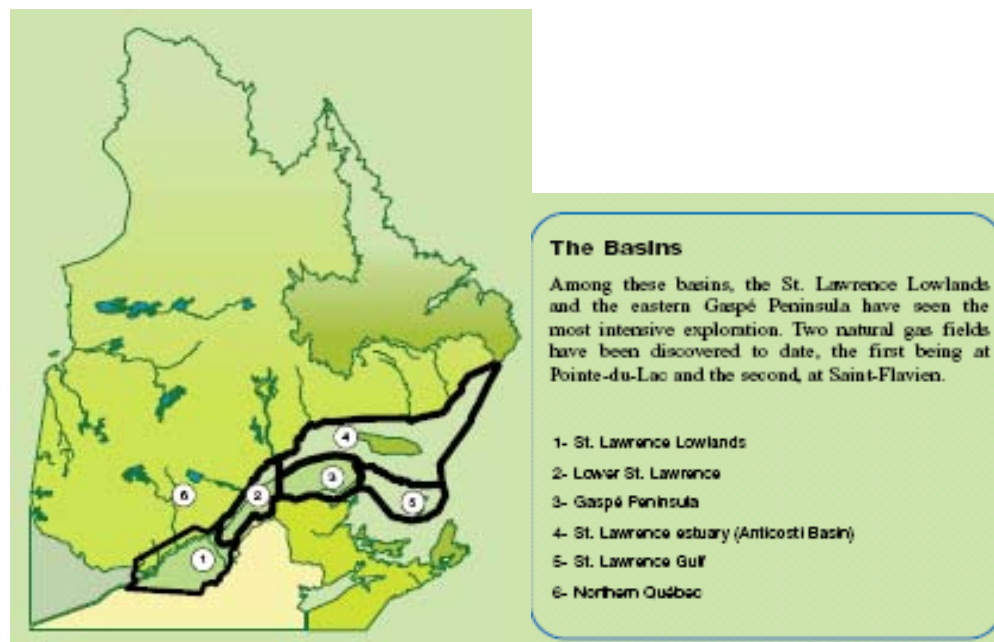 4
3
5
6
2
1
The Basins
Among these basins, the St. Lawrence Lowlands
and the eastern Gaspé Peninsula have seen the
most intensive exploration. Two natural gas fields
have been discovered to date, the first being at
Pointe-du-Lac and the second, at Saint-Flavien.
1- St. Lawrence Lowlands
2- Lower St. Lawrence
3- Gaspé Peninsula
4- St. Lawrence estuary (Anticosti Basin)
5- St. Lawrence Gulf
6- Northern Québec